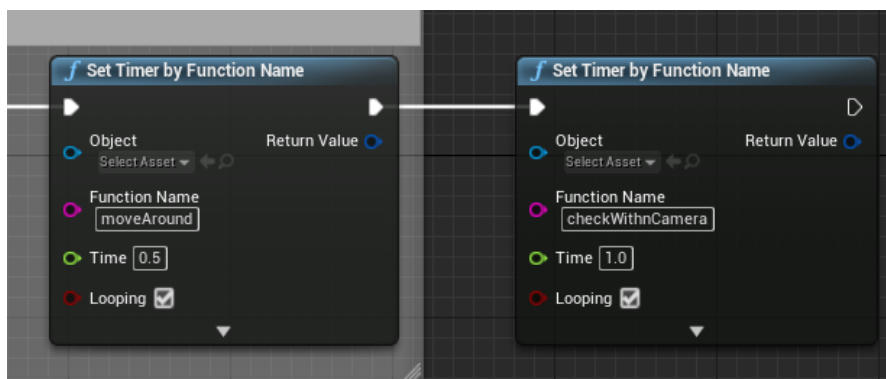 Set Timer by Function Name
Object
Return Value
Select Asset
Function Name
moveAround
Time 0.5
Looping
Set Timer by Function Name
Object
Return Value
Select Asset
Function Name
checkWithnCamera
Time 1.0
Looping